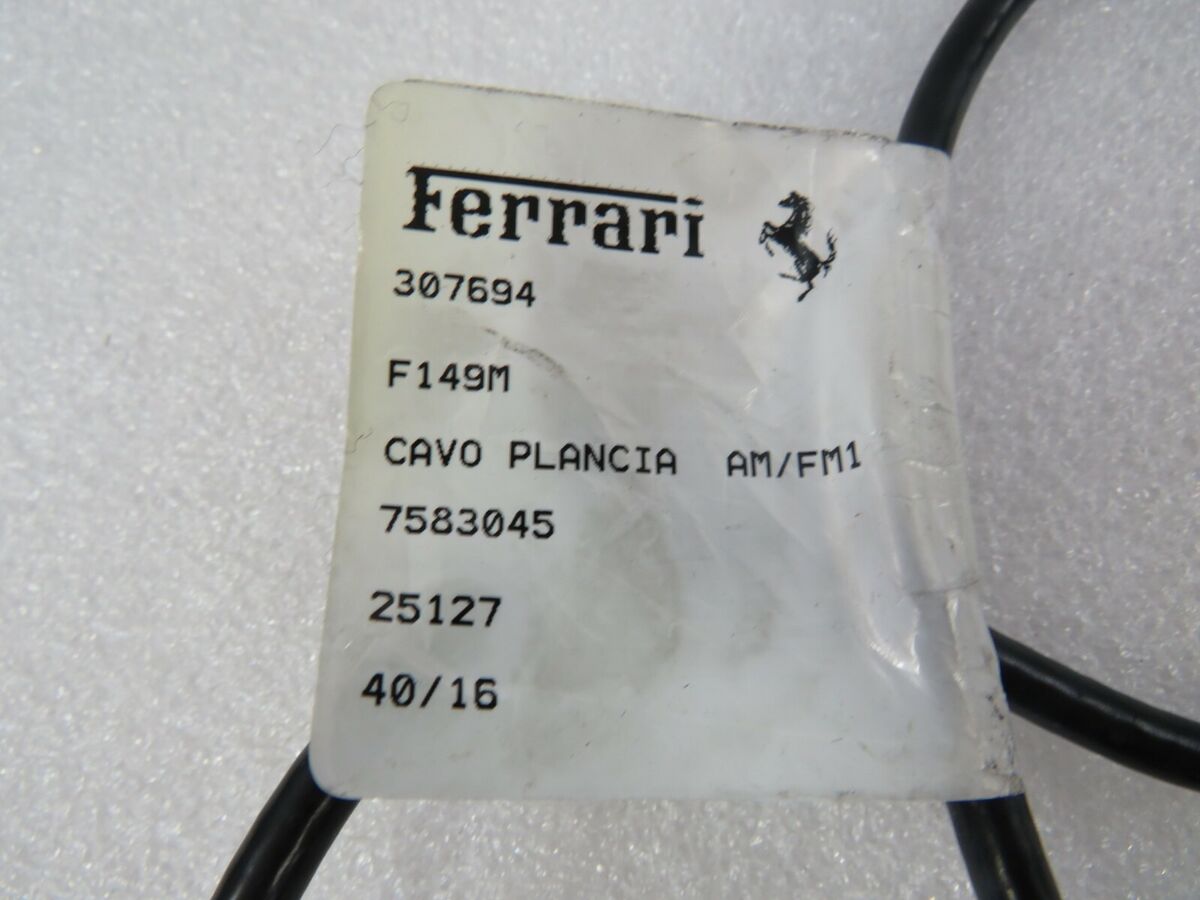 Ferrari
307694
F149M
CAVO PLANCIA AM/FM1
7583045
25127
40/16